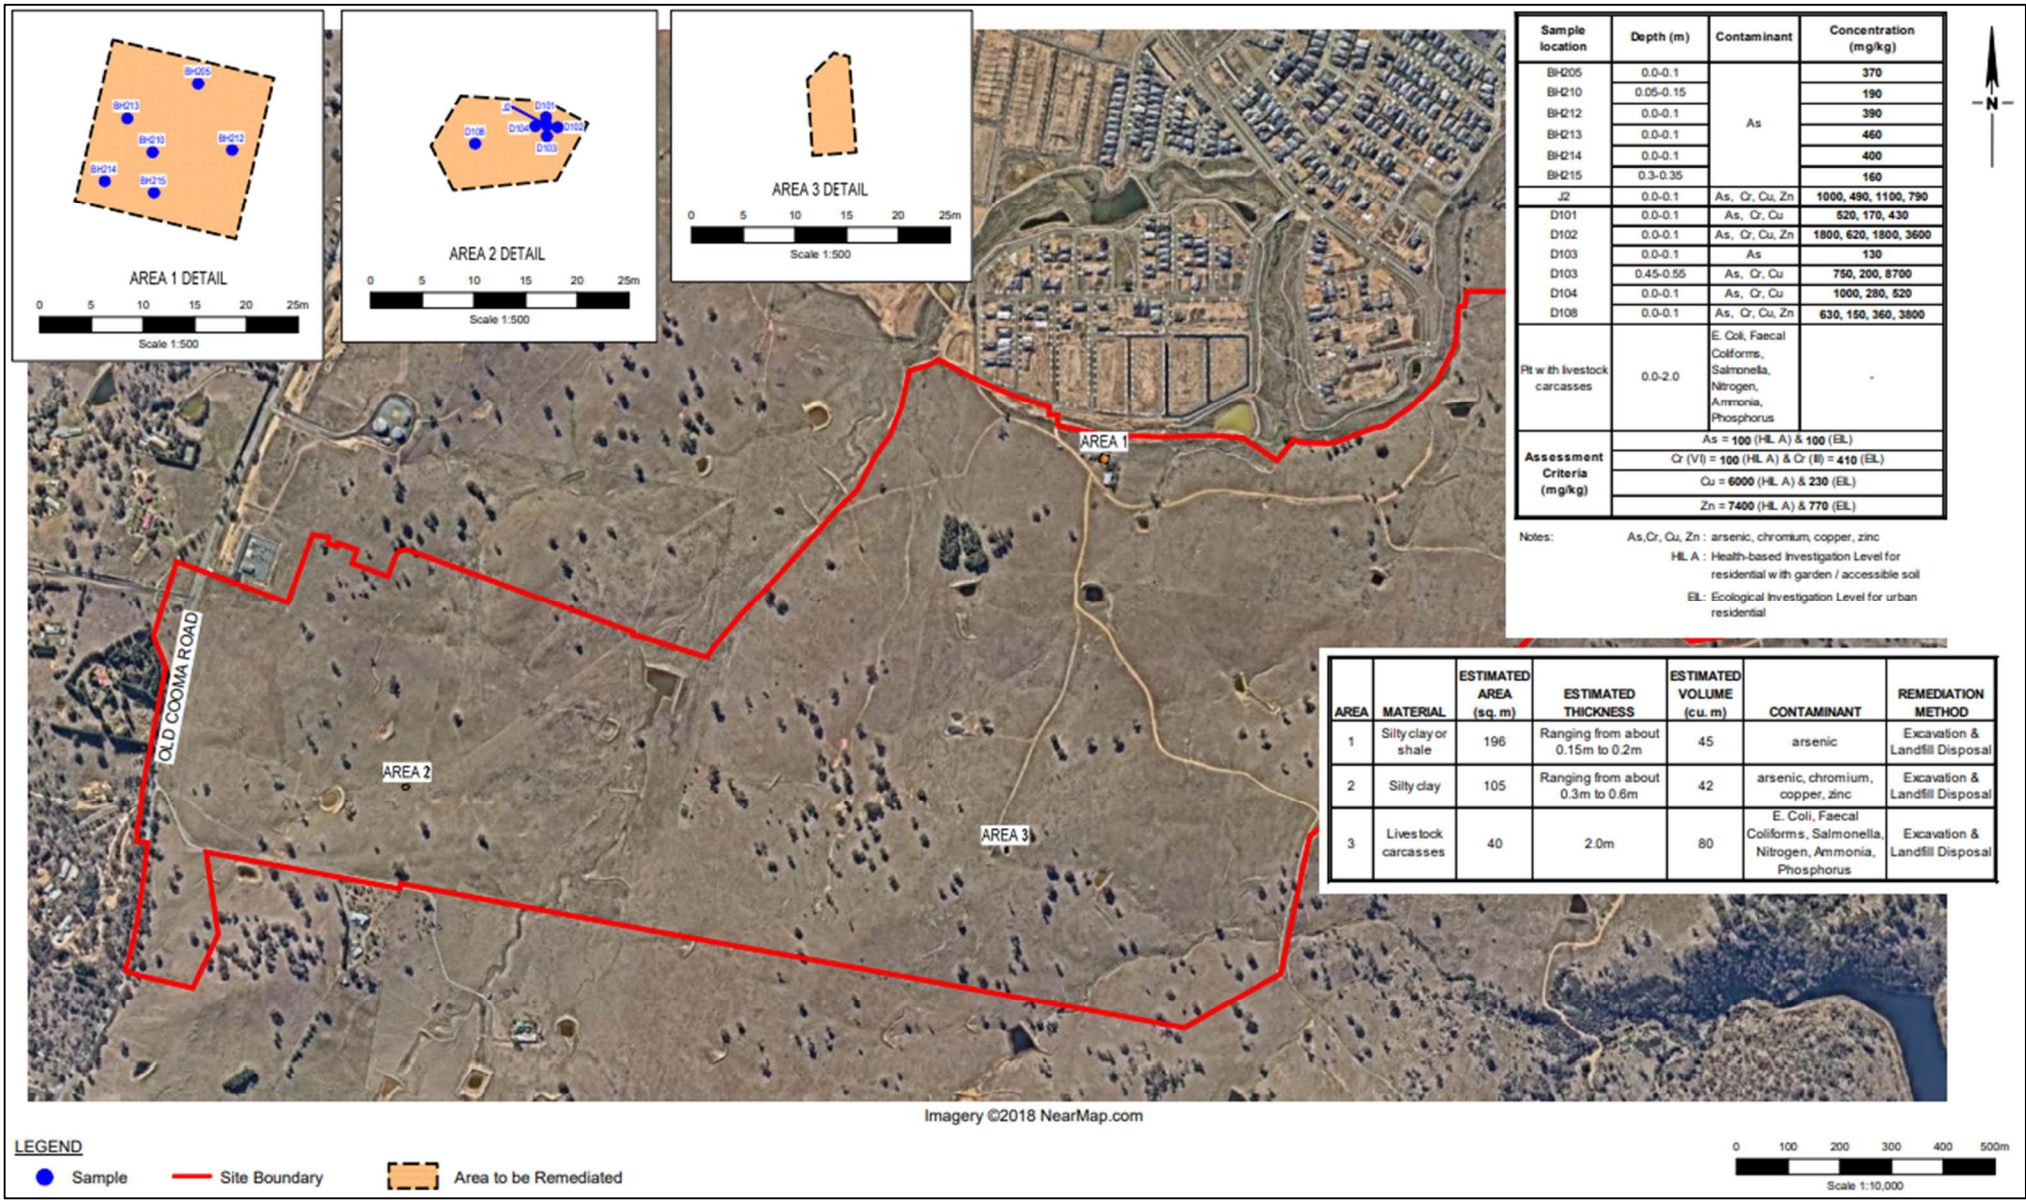 BH205
BH213
BH210
BH212
BH214
BH215
AREA 1 DETAIL
0 5 10 15 20 25m
Scale 1:500
J2
D101
D104
D102
D108
D103
AREA 2 DETAIL
0 5 10 15 20 25m
Scale 1:500
AREA 3 DETAIL
0 5 10 15 20 25m
Scale 1:500
Sample location Depth (m) Contaminant Concentration (mg/kg)
BH205 0.0-0.1 370
BH210 0.05-0.15 190
BH212 0.0-0.1 390
As
BH213 0.0-0.1 460
BH214 0.0-0.1 400
BH215 0.3-0.35 160
J2 0.0-0.1 As, Cr, Cu, Zn 1000, 490, 1100, 790
D101 0.0-0.1 As, Cr, Cu 520, 170, 430
D102 0.0-0.1 As, Cr, Cu, Zn 1800, 620, 1800, 3600
D103 0.0-0.1 As 130
D103 0.45-0.55 As, Cr, Cu 750, 200, 8700
D104 0.0-0.1 As, Cr, Cu 1000, 280, 520
D108 0.0-0.1 As, Cr, Cu, Zn 630, 150, 360, 3800
Pit with livestock carcasses 0.0-2.0 E. Coli, Faecal Coliforms, Salmonella, Nitrogen, Ammonia, Phosphorus -
Assessment Criteria (mg/kg)
As = 100 (HIL A) & 100 (EIL)
Cr (VI) = 100 (HIL A) & Cr (III) = 410 (EIL)
Cu = 6000 (HIL A) & 230 (EIL)
Zn = 7400 (HIL A) & 770 (EIL)
Notes: As,Cr, Cu, Zn : arsenic, chromium, copper, zinc
HIL A : Health-based Investigation Level for
residential with garden / accessible soil
EIL: Ecological Investigation Level for urban
residential
N
AREA 1
OLD COOMA ROAD
AREA 2
AREA 3
AREA MATERIAL ESTIMATED AREA (sq. m) ESTIMATED THICKNESS ESTIMATED VOLUME (cu. m) CONTAMINANT REMEDIATION METHOD
1 Silty clay or shale 196 Ranging from about 0.15m to 0.2m 45 arsenic Excavation & Landfill Disposal
2 Silty clay 105 Ranging from about 0.3m to 0.6m 42 arsenic, chromium, copper, zinc Excavation & Landfill Disposal
3 Livestock carcasses 40 2.0m 80 E. Coli, Faecal Coliforms, Salmonella, Nitrogen, Ammonia, Phosphorus Excavation & Landfill Disposal
Imagery ©2018 NearMap.com
LEGEND
Sample
Site Boundary
Area to be Remediated
0 100 200 300 400 500m
Scale 1:10,000